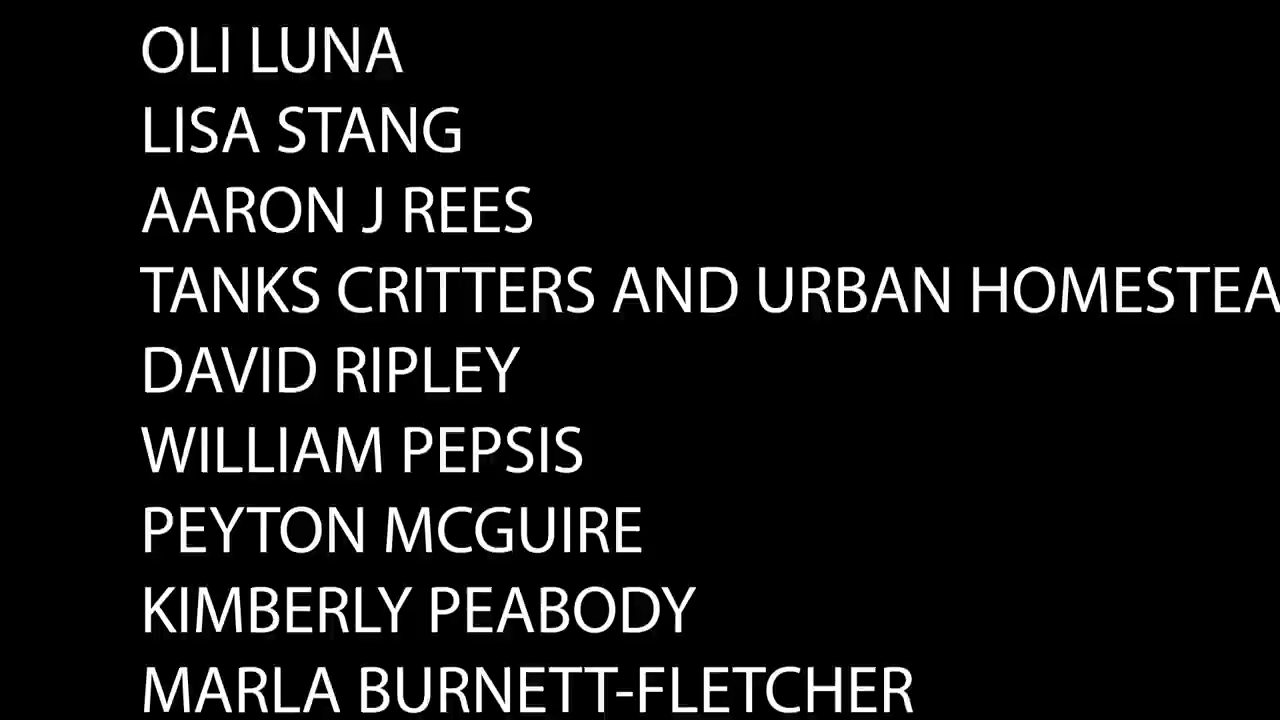 OLI LUNA
LISA STANG
AARON J REES
TANKS CRITTERS AND URBAN HOMESTEA
DAVID RIPLEY
WILLIAM PEPSIS
PEYTON MCGUIRE
KIMBERLY PEABODY
MARLA BURNETT-FLETCHER